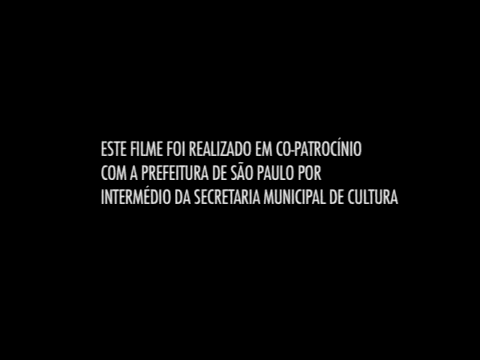 ESTE FILME FOI REALIZADO EM CO-PATROCÍNIO
COM A PREFEITURA DE SÃO PAULO POR
INTERMÉDIO DA SECRETARIA MUNICIPAL DE CULTURA